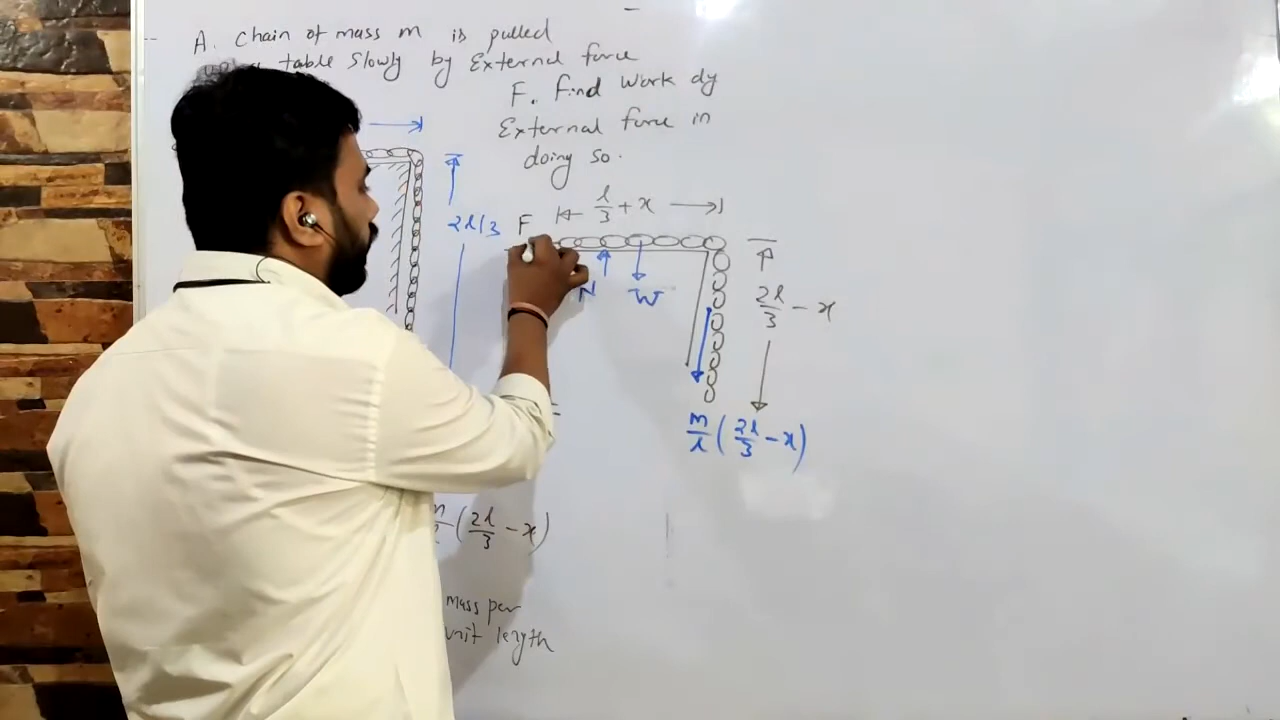 A. chain of mass m is pulled
table slowly by External force
F. find Work dy
External force in
doing so.
2l/3
l/3 + x
F
N
W
2l/3 - x
m/l (2l/3 - x)
(2l/3 - x)
mass per
unit length